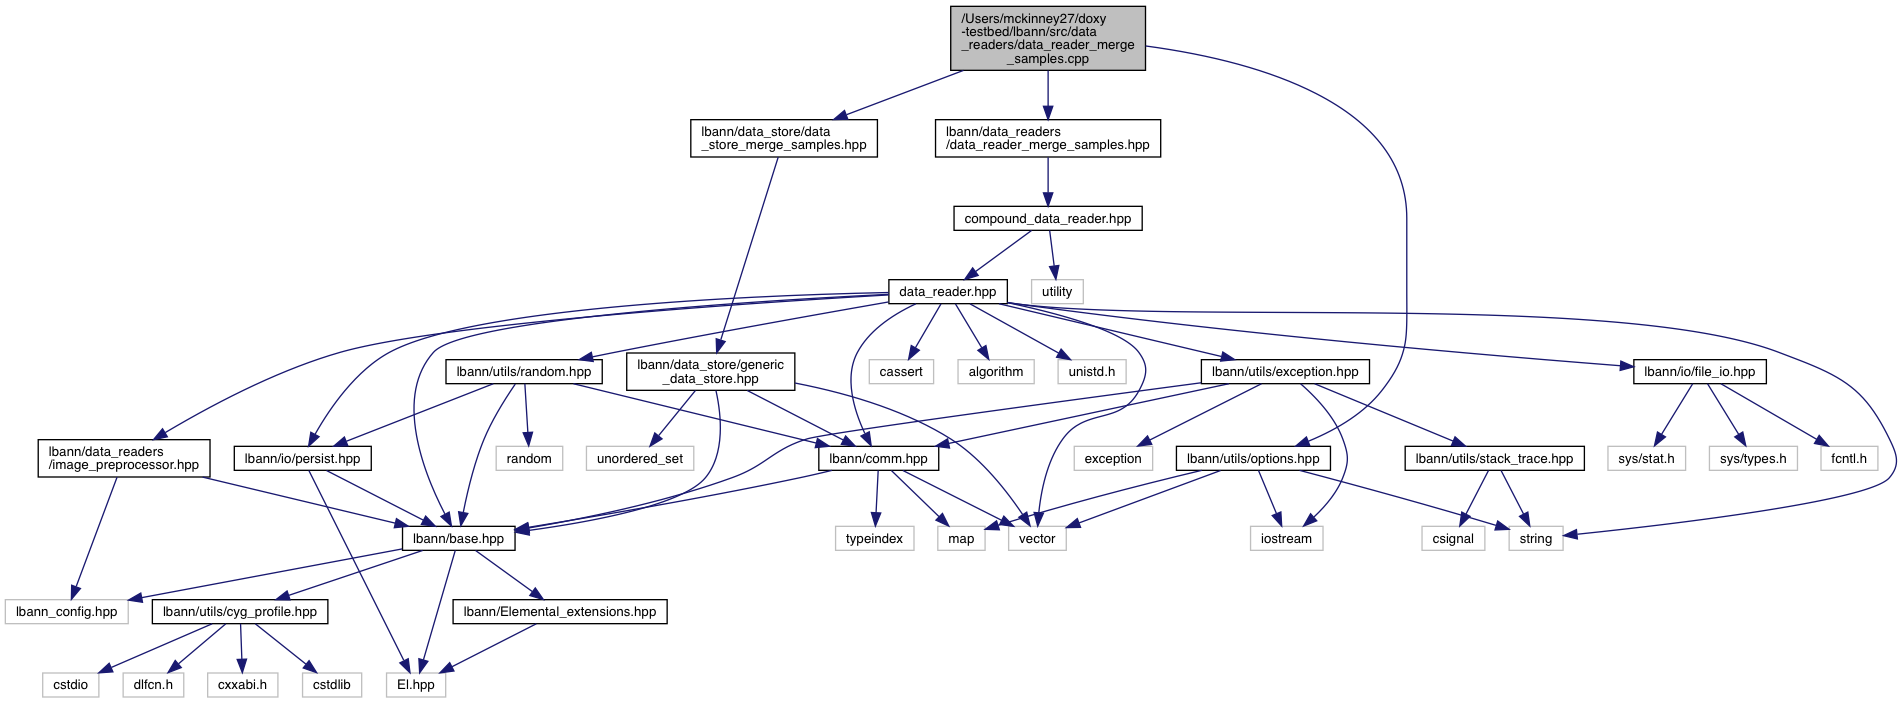 /Users/mckinney27/doxy
-testbed/lbann/src/data
_readers/data_reader_merge
_samples.cpp
lbann/data_store/data
_store_merge_samples.hpp
lbann/data_readers
/data_reader_merge_samples.hpp
compound_data_reader.hpp
data_reader.hpp
utility
lbann/utils/random.hpp
lbann/data_store/generic
_data_store.hpp
cassert
algorithm
unistd.h
lbann/utils/exception.hpp
lbann/io/file_io.hpp
lbann/data_readers
/image_preprocessor.hpp
lbann/io/persist.hpp
random
unordered_set
lbann/comm.hpp
exception
lbann/utils/options.hpp
lbann/utils/stack_trace.hpp
sys/stat.h
sys/types.h
fcntl.h
lbann/base.hpp
typeindex
map
vector
iostream
csignal
string
lbann_config.hpp
lbann/utils/cyg_profile.hpp
lbann/Elemental_extensions.hpp
cstdio
dlfcn.h
cxxabi.h
cstdlib
El.hpp